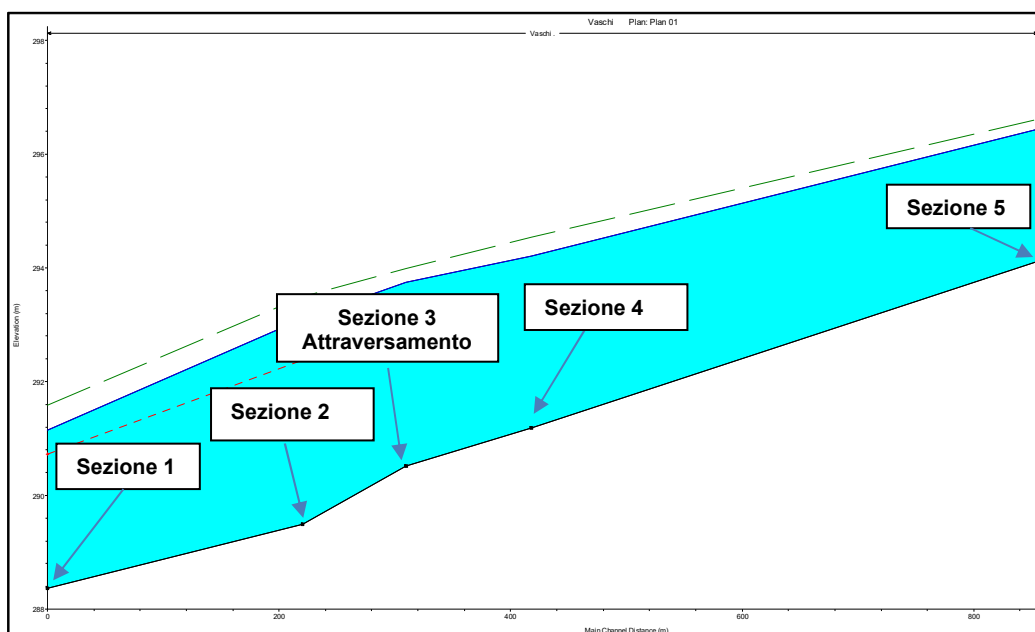 Vaschi Plan: Plan 01
Vaschi .
298
296
294
292
290
288
Elevation (m)
Sezione 5
Sezione 3
Attraversamento
Sezione 4
Sezione 2
Sezione 1
0
200
400
600
800
Main Channel Distance (m)